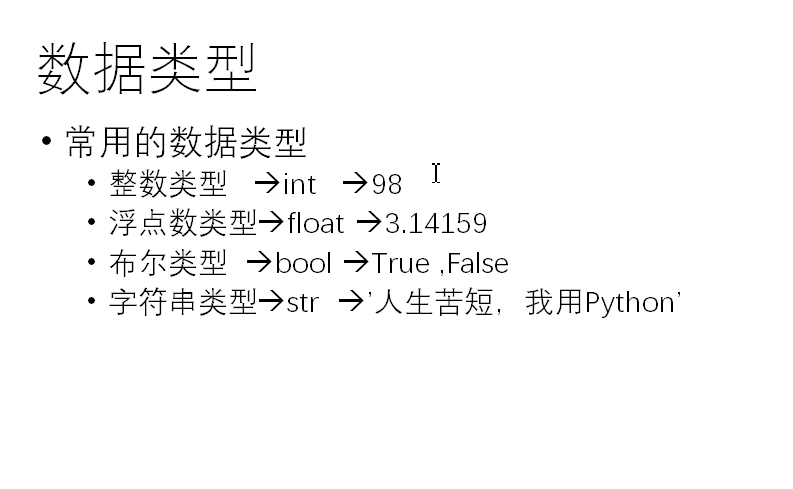 数据类型
• 常用的数据类型
• 整数类型 →int →98
• 浮点数类型→float →3.14159
• 布尔类型 →bool →True ,False
• 字符串类型→str →’人生苦短，我用Python’